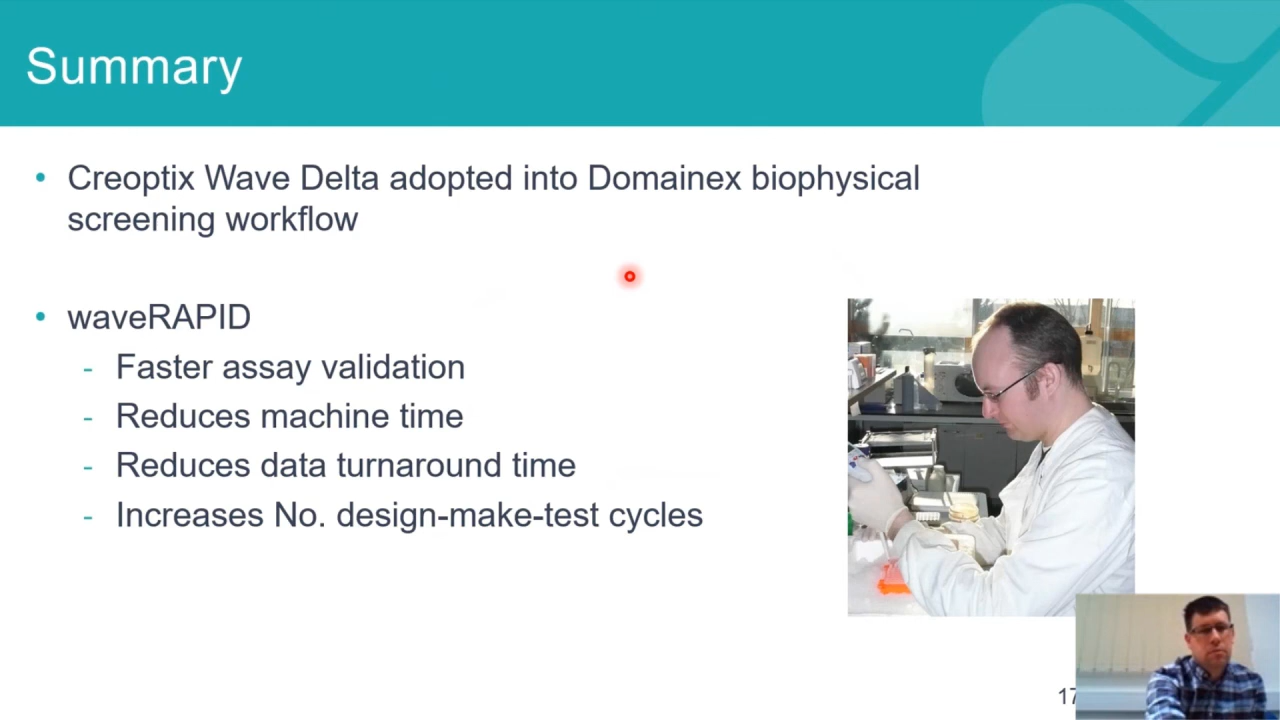 Summary
• Creoptix Wave Delta adopted into Domainex biophysical
screening workflow
• waveRAPID
- Faster assay validation
- Reduces machine time
- Reduces data turnaround time
- Increases No. design-make-test cycles
17